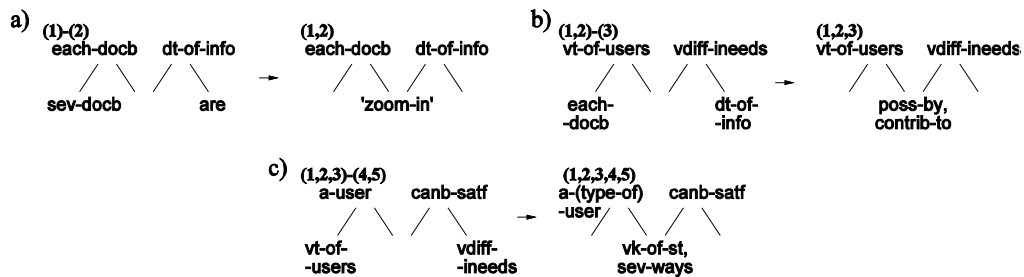 a)
(1)-(2)
each-docb dt-of-info
sev-docb are
(1,2)
each-docb dt-of-info
'zoom-in'
b)
(1,2)-(3)
vt-of-users vdiff-ineeds
each-
-docb
dt-of-
-info
(1,2,3)
vt-of-users vdiff-ineeds
poss-by,
contrib-to
c)
(1,2,3)-(4,5)
a-user canb-satf
vt-of-
-users
vdiff-
-ineeds
(1,2,3,4,5)
a-(type-of)
-user
canb-satf
vk-of-st,
sev-ways